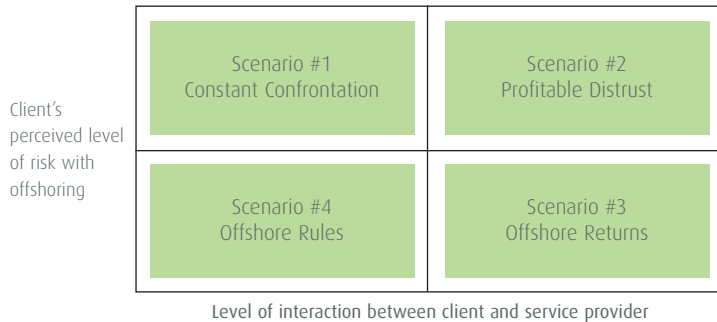 Scenario #1
Constant Confrontation
Scenario #2
Profitable Distrust
Client's
perceived level
of risk with
offshoring
Scenario #4
Offshore Rules
Scenario #3
Offshore Returns
Level of interaction between client and service provider